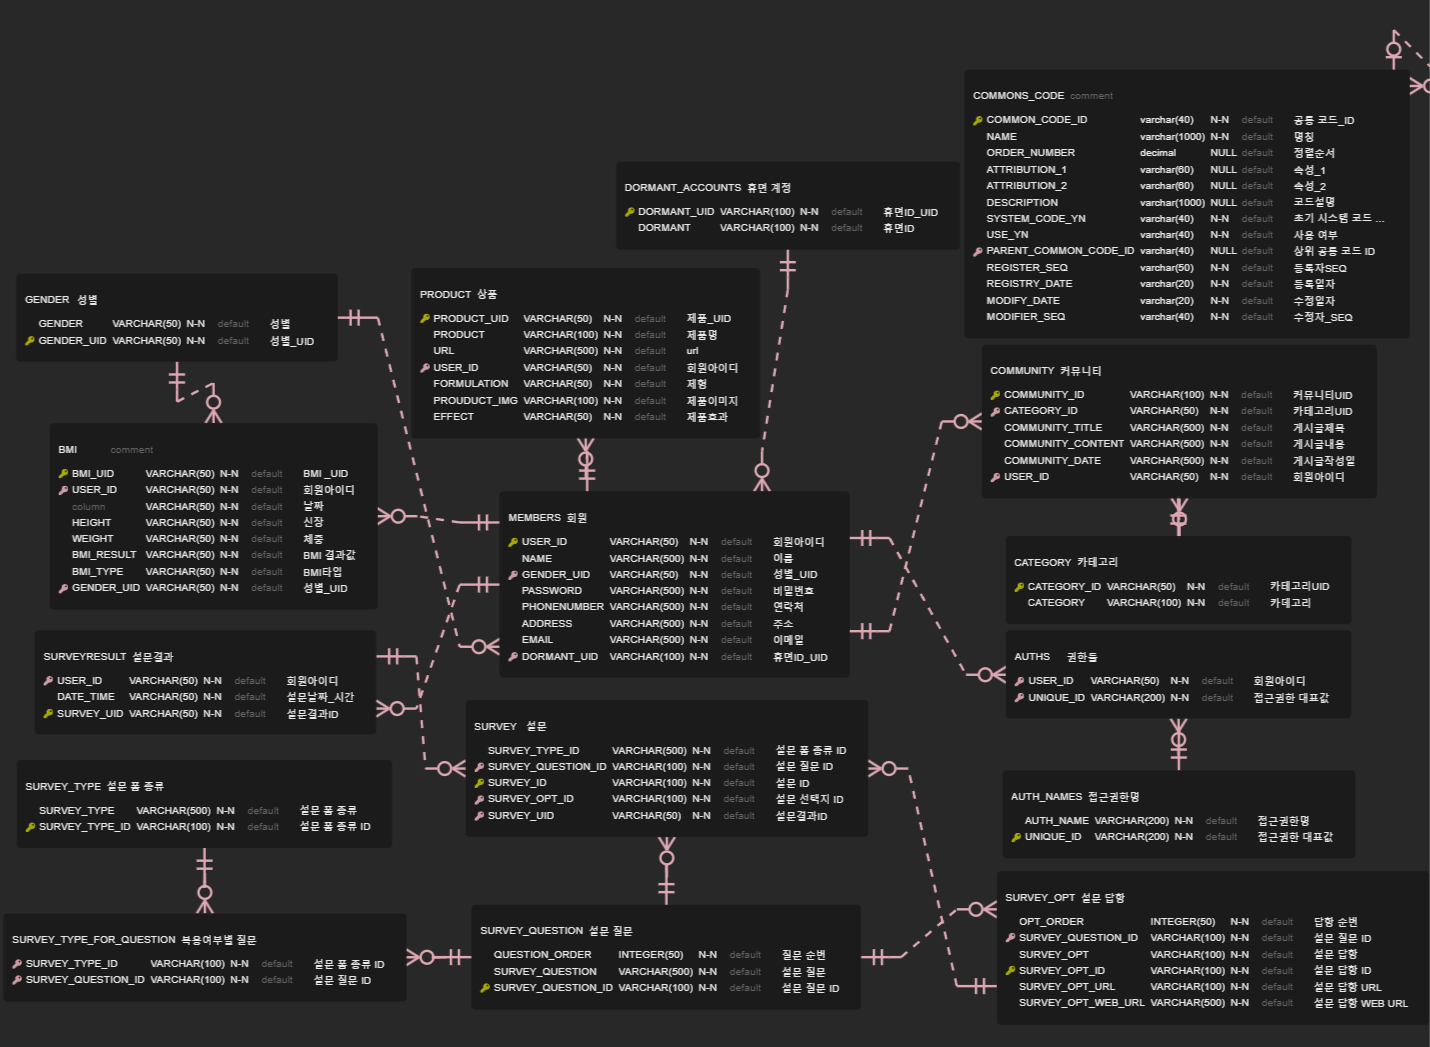 COMMONS_CODE comment
COMMON_CODE_ID varchar(40) N-N default 공통 코드_ID
NAME varchar(1000) N-N default 명칭
ORDER_NUMBER decimal NULL default 정렬순서
ATTRIBUTION_1 varchar(60) NULL default 속성_1
ATTRIBUTION_2 varchar(60) NULL default 속성_2
DESCRIPTION varchar(1000) NULL default 코드설명
SYSTEM_CODE_YN varchar(40) N-N default 초기 시스템 코드 ...
USE_YN varchar(40) N-N default 사용 여부
PARENT_COMMON_CODE_ID varchar(40) NULL default 상위 공통 코드 ID
REGISTER_SEQ varchar(50) N-N default 등록자SEQ
REGISTRY_DATE varchar(20) N-N default 등록일자
MODIFY_DATE varchar(20) N-N default 수정일자
MODIFIER_SEQ varchar(40) N-N default 수정자_SEQ
DORMANT_ACCOUNTS 휴면 계정
DORMANT_UID VARCHAR(100) N-N default 휴면ID_UID
DORMANT VARCHAR(100) N-N default 휴면ID
GENDER 성별
GENDER VARCHAR(50) N-N default 성별
GENDER_UID VARCHAR(50) N-N default 성별_UID
PRODUCT 상품
PRODUCT_UID VARCHAR(50) N-N default 제품_UID
PRODUCT VARCHAR(100) N-N default 제품명
URL VARCHAR(500) N-N default url
USER_ID VARCHAR(50) N-N default 회원아이디
FORMULATION VARCHAR(50) N-N default 제형
PROUDUCT_IMG VARCHAR(100) N-N default 제품이미지
EFFECT VARCHAR(50) N-N default 제품효과
COMMUNITY 커뮤니티
COMMUNITY_ID VARCHAR(100) N-N default 커뮤니티UID
CATEGORY_ID VARCHAR(50) N-N default 카테고리UID
COMMUNITY_TITLE VARCHAR(500) N-N default 게시글제목
COMMUNITY_CONTENT VARCHAR(500) N-N default 게시글내용
COMMUNITY_DATE VARCHAR(500) N-N default 게시글작성일
USER_ID VARCHAR(50) N-N default 회원아이디
BMI comment
BMI_UID VARCHAR(50) N-N default BMI _UID
USER_ID VARCHAR(50) N-N default 회원아이디
column VARCHAR(50) N-N default 날짜
HEIGHT VARCHAR(50) N-N default 신장
WEIGHT VARCHAR(50) N-N default 체중
BMI_RESULT VARCHAR(50) N-N default BMI 결과값
BMI_TYPE VARCHAR(50) N-N default BMI타입
GENDER_UID VARCHAR(50) N-N default 성별_UID
MEMBERS 회원
USER_ID VARCHAR(50) N-N default 회원아이디
NAME VARCHAR(500) N-N default 이름
GENDER_UID VARCHAR(50) N-N default 성별_UID
PASSWORD VARCHAR(500) N-N default 비밀번호
PHONENUMBER VARCHAR(500) N-N default 연락처
ADDRESS VARCHAR(500) N-N default 주소
EMAIL VARCHAR(500) N-N default 이메일
DORMANT_UID VARCHAR(100) N-N default 휴면ID_UID
CATEGORY 카테고리
CATEGORY_ID VARCHAR(50) N-N default 카테고리UID
CATEGORY VARCHAR(100) N-N default 카테고리
SURVEYRESULT 설문결과
USER_ID VARCHAR(50) N-N default 회원아이디
DATE_TIME VARCHAR(50) N-N default 설문날짜_시간
SURVEY_UID VARCHAR(50) N-N default 설문결과ID
AUTHS 권한들
USER_ID VARCHAR(50) N-N default 회원아이디
UNIQUE_ID VARCHAR(200) N-N default 접근권한 대표값
SURVEY 설문
SURVEY_TYPE_ID VARCHAR(500) N-N default 설문 폼 종류 ID
SURVEY_QUESTION_ID VARCHAR(100) N-N default 설문 질문 ID
SURVEY_ID VARCHAR(100) N-N default 설문 ID
SURVEY_OPT_ID VARCHAR(100) N-N default 설문 선택지 ID
SURVEY_UID VARCHAR(50) N-N default 설문결과ID
SURVEY_TYPE 설문 폼 종류
SURVEY_TYPE VARCHAR(500) N-N default 설문 폼 종류
SURVEY_TYPE_ID VARCHAR(100) N-N default 설문 폼 종류 ID
AUTH_NAMES 접근권한명
AUTH_NAME VARCHAR(200) N-N default 접근권한명
UNIQUE_ID VARCHAR(200) N-N default 접근권한 대표값
SURVEY_TYPE_FOR_QUESTION 복용여부별 질문
SURVEY_TYPE_ID VARCHAR(100) N-N default 설문 폼 종류 ID
SURVEY_QUESTION_ID VARCHAR(100) N-N default 설문 질문 ID
SURVEY_QUESTION 설문 질문
QUESTION_ORDER INTEGER(50) N-N default 질문 순번
SURVEY_QUESTION VARCHAR(500) N-N default 설문 질문
SURVEY_QUESTION_ID VARCHAR(100) N-N default 설문 질문 ID
SURVEY_OPT 설문 답항
OPT_ORDER INTEGER(50) N-N default 답항 순번
SURVEY_QUESTION_ID VARCHAR(100) N-N default 설문 질문 ID
SURVEY_OPT VARCHAR(100) N-N default 설문 답항
SURVEY_OPT_ID VARCHAR(100) N-N default 설문 답항 ID
SURVEY_OPT_URL VARCHAR(100) N-N default 설문 답항 URL
SURVEY_OPT_WEB_URL VARCHAR(500) N-N default 설문 답항 WEB URL